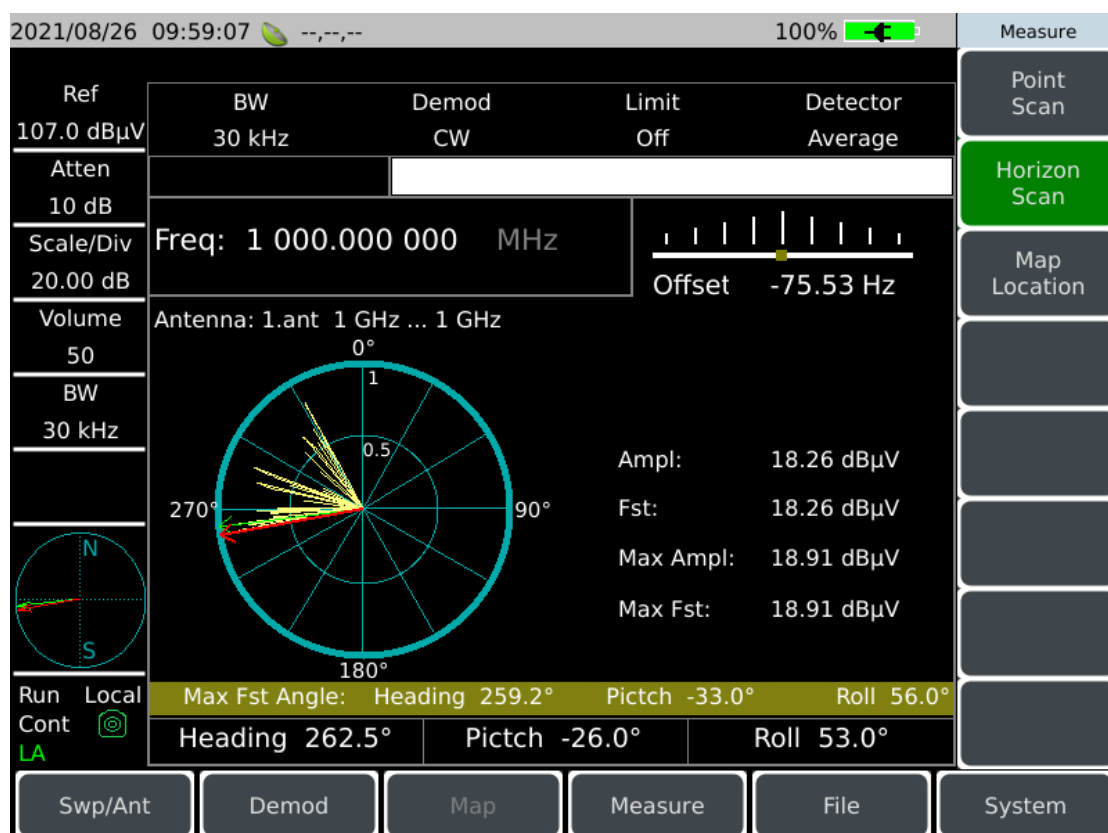 2021/08/26 09:59:07 --,--,-- 100%
Measure
Ref
107.0 dBµV
Atten
10 dB
Scale/Div
20.00 dB
Volume
50
BW
30 kHz
N
S
Run Local
Cont
LA
BW Demod Limit Detector
30 kHz CW Off Average
Freq: 1 000.000 000 MHz
Offset -75.53 Hz
Antenna: 1.ant 1 GHz ... 1 GHz
0°
1
0.5
270° 90°
180°
Ampl: 18.26 dBµV
Fst: 18.26 dBµV
Max Ampl: 18.91 dBµV
Max Fst: 18.91 dBµV
Max Fst Angle: Heading 259.2° Pictch -33.0° Roll 56.0°
Heading 262.5° Pictch -26.0° Roll 53.0°
Point
Scan
Horizon
Scan
Map
Location
Swp/Ant Demod Map Measure File System